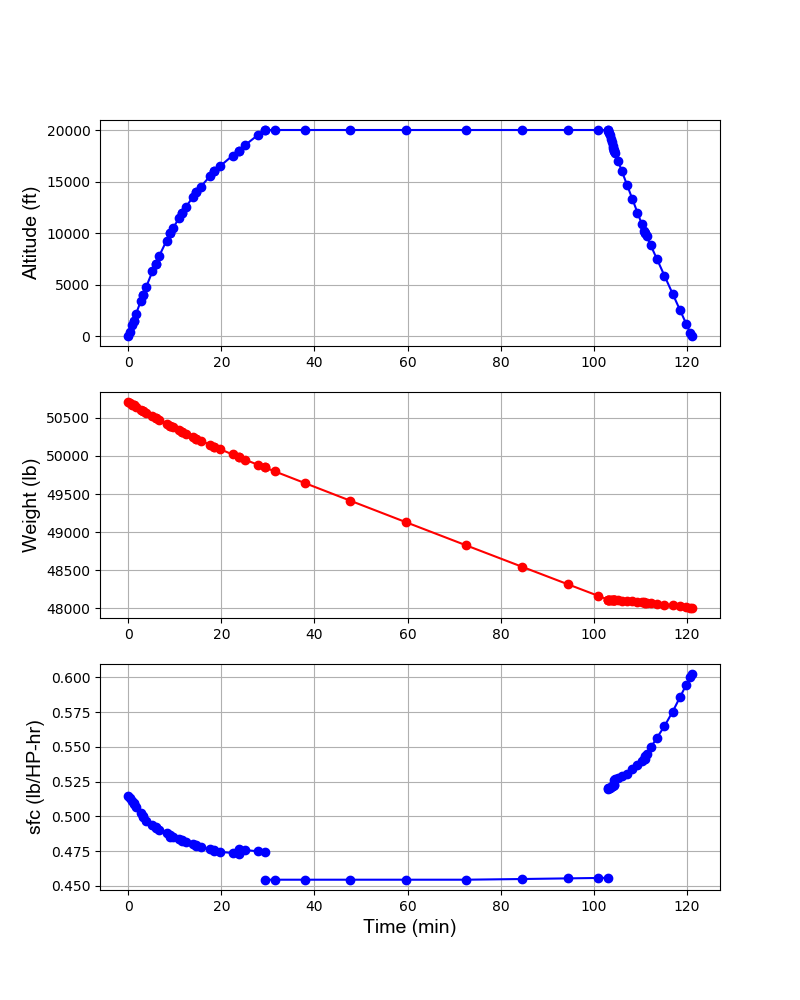 20000
15000
10000
5000
0
Altitude (ft)
0 20 40 60 80 100 120
50500
50000
49500
49000
48500
48000
Weight (lb)
0 20 40 60 80 100 120
0.600
0.575
0.550
0.525
0.500
0.475
0.450
sfc (lb/HP-hr)
0 20 40 60 80 100 120
Time (min)